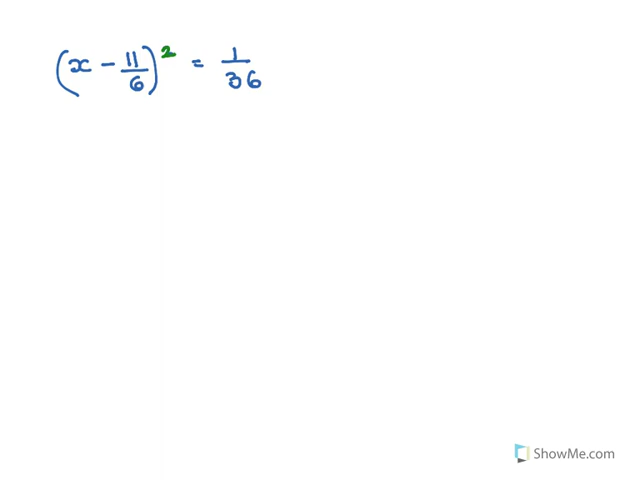 (x - 11/6)² = 1/36
ShowMe.com